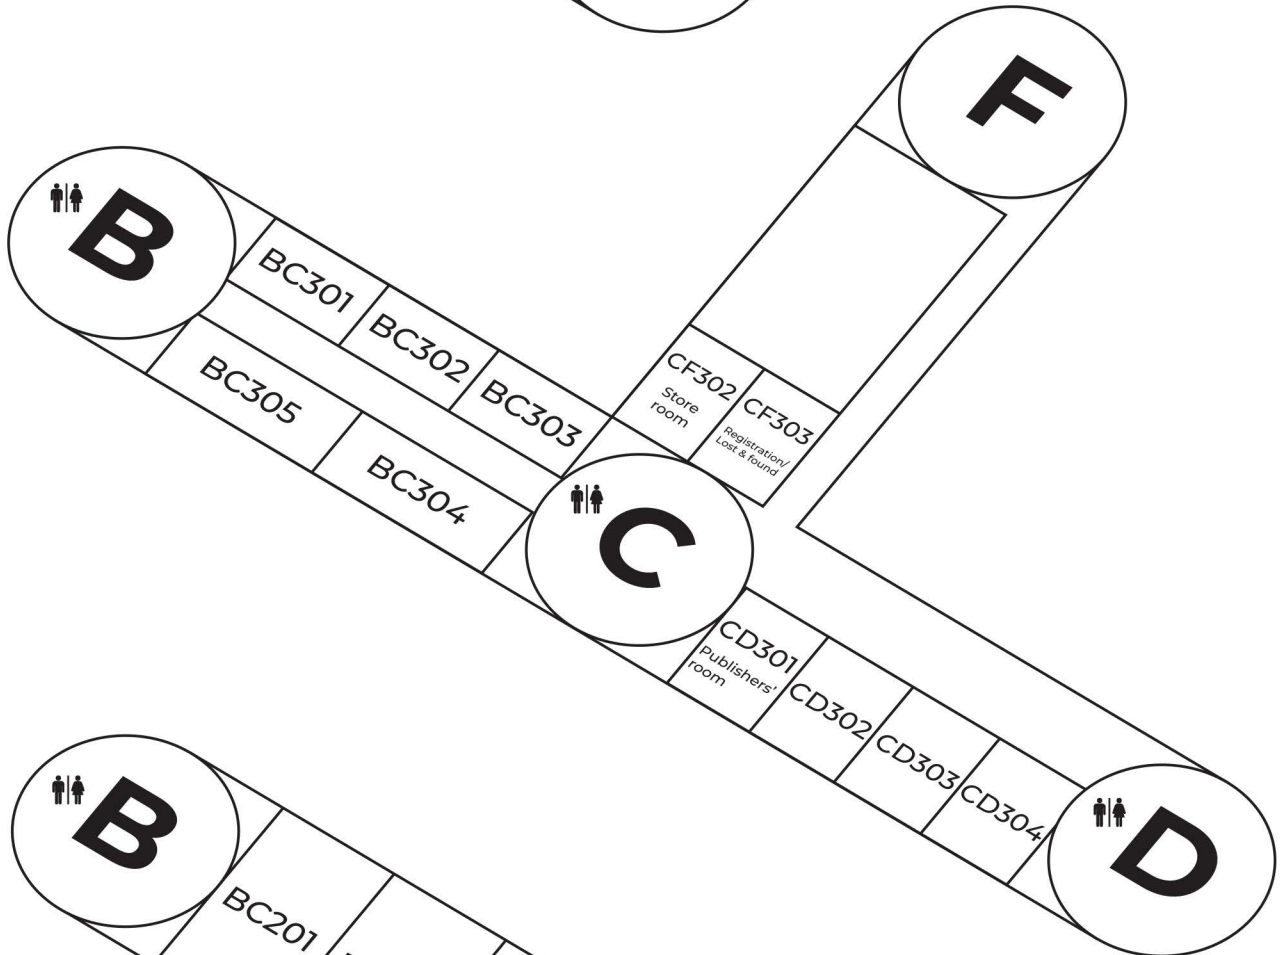 F
B
BC301
BC302
BC303
BC305
BC304
CF302
Store
room
CF303
Registration/
Lost & found
C
CD301
Publishers'
room
CD302
CD303
CD304
D
B
BC201